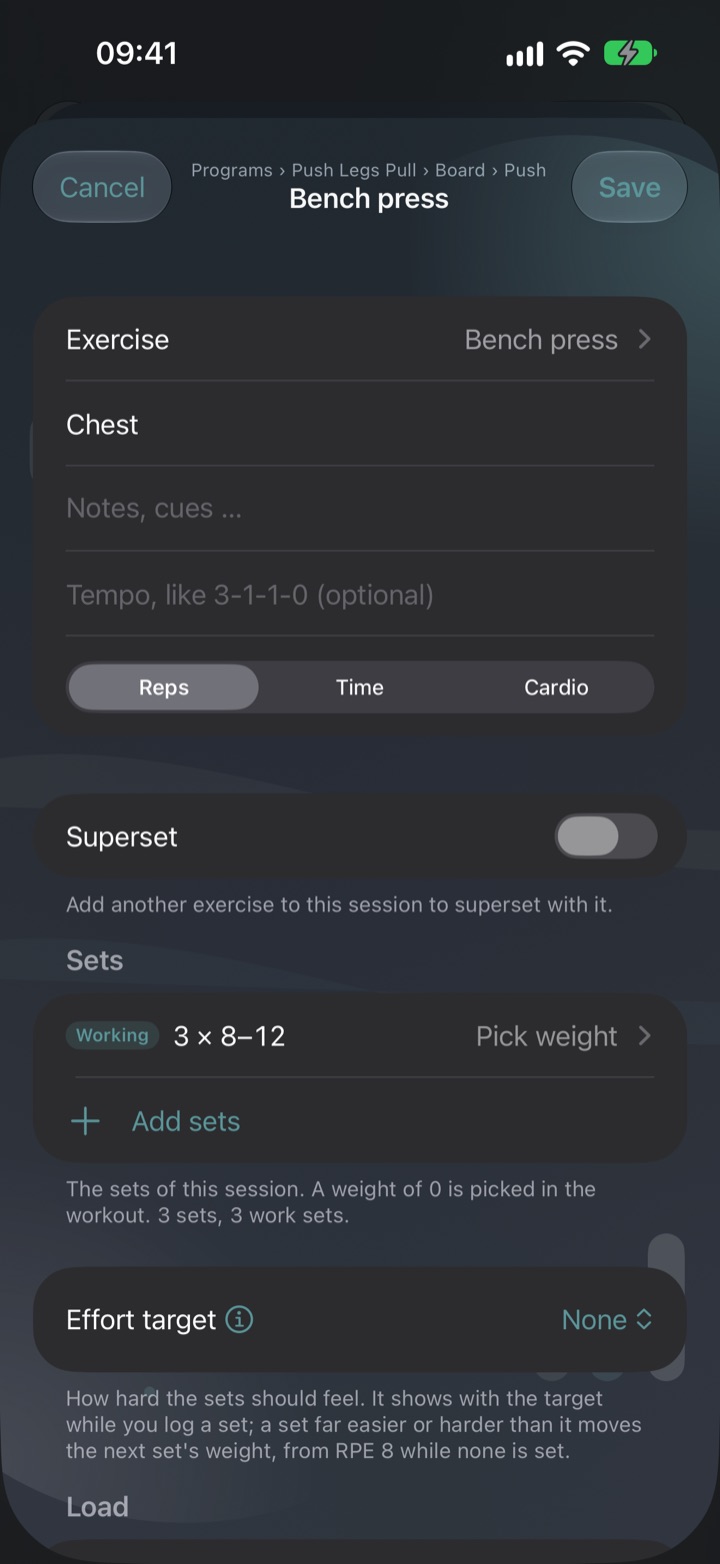 09:41
Cancel
Programs › Push Legs Pull › Board › Push
Bench press
Save
Exercise
Bench press
Chest
Notes, cues ...
Tempo, like 3-1-1-0 (optional)
Reps
Time
Cardio
Superset
Add another exercise to this session to superset with it.
Sets
Working
3 × 8–12
Pick weight
Add sets
The sets of this session. A weight of 0 is picked in the
workout. 3 sets, 3 work sets.
Effort target
None
How hard the sets should feel. It shows with the target
while you log a set; a set far easier or harder than it moves
the next set's weight, from RPE 8 while none is set.
Load